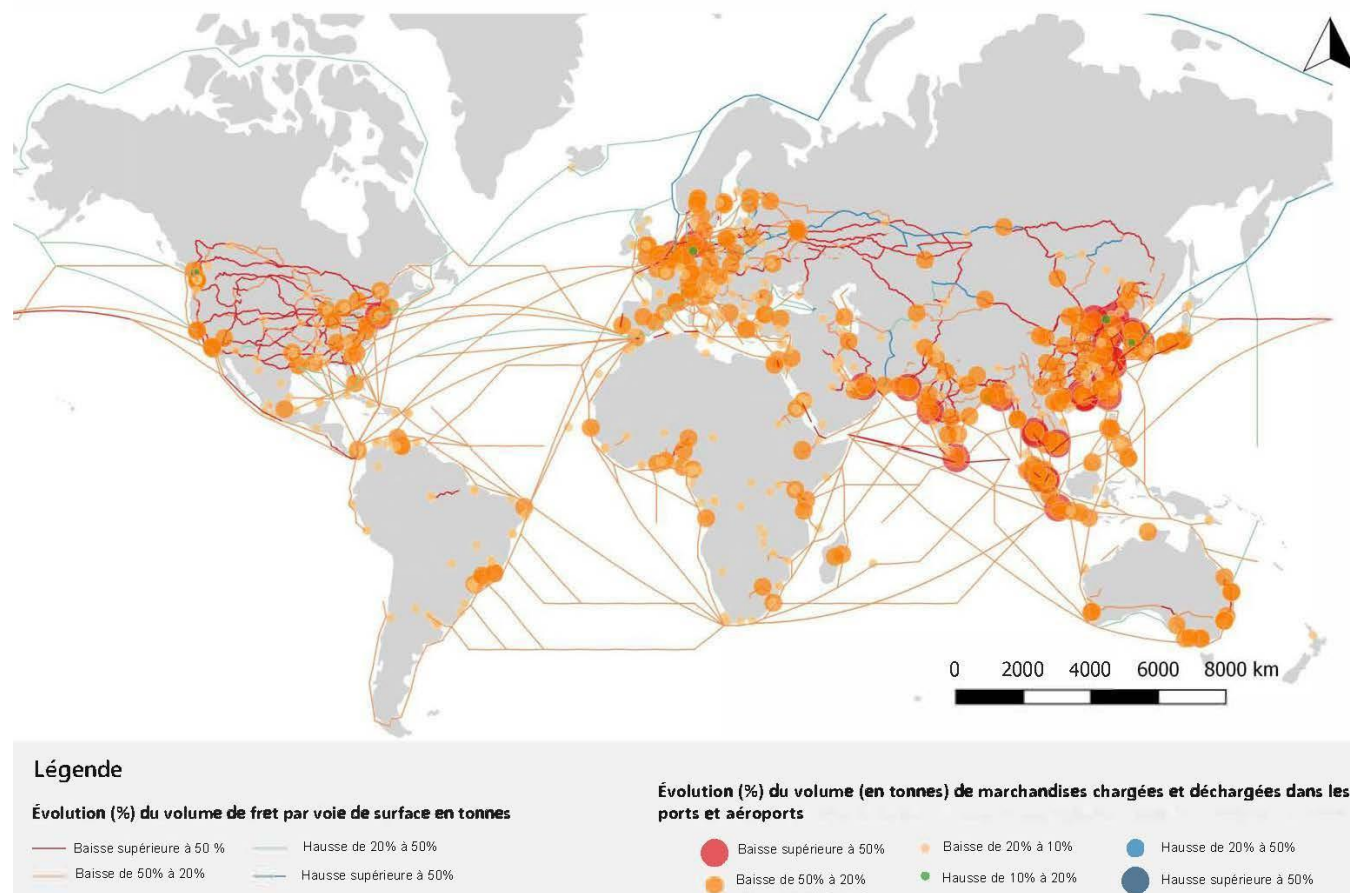 0 2000 4000 6000 8000 km
Légende
Évolution (%) du volume de fret par voie de surface en tonnes
Baisse supérieure à 50 %
Hausse de 20% à 50%
Baisse de 50% à 20%
Hausse supérieure à 50%
Évolution (%) du volume (en tonnes) de marchandises chargées et déchargées dans les
ports et aéroports
Baisse supérieure à 50%
Baisse de 20% à 10%
Hausse de 20% à 50%
Baisse de 50% à 20%
Hausse de 10% à 20%
Hausse supérieure à 50%